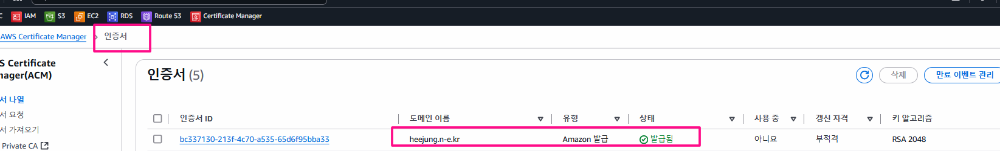 IAM S3 EC2 RDS Route 53 Certificate Manager
AWS Certificate Manager > 인증서
S Certificate
nager(ACM)
서 나열
서 요청
서 가져오기
Private CA
인증서 (5)
삭제
만료 이벤트 관리
인증서 ID 도메인 이름 유형 상태 사용 중 갱신 자격 키 알고리즘
bc337130-213f-4c70-a535-65d6f95bba33 heejung.n-e.kr Amazon 발급 발급됨 아니요 부적격 RSA 2048